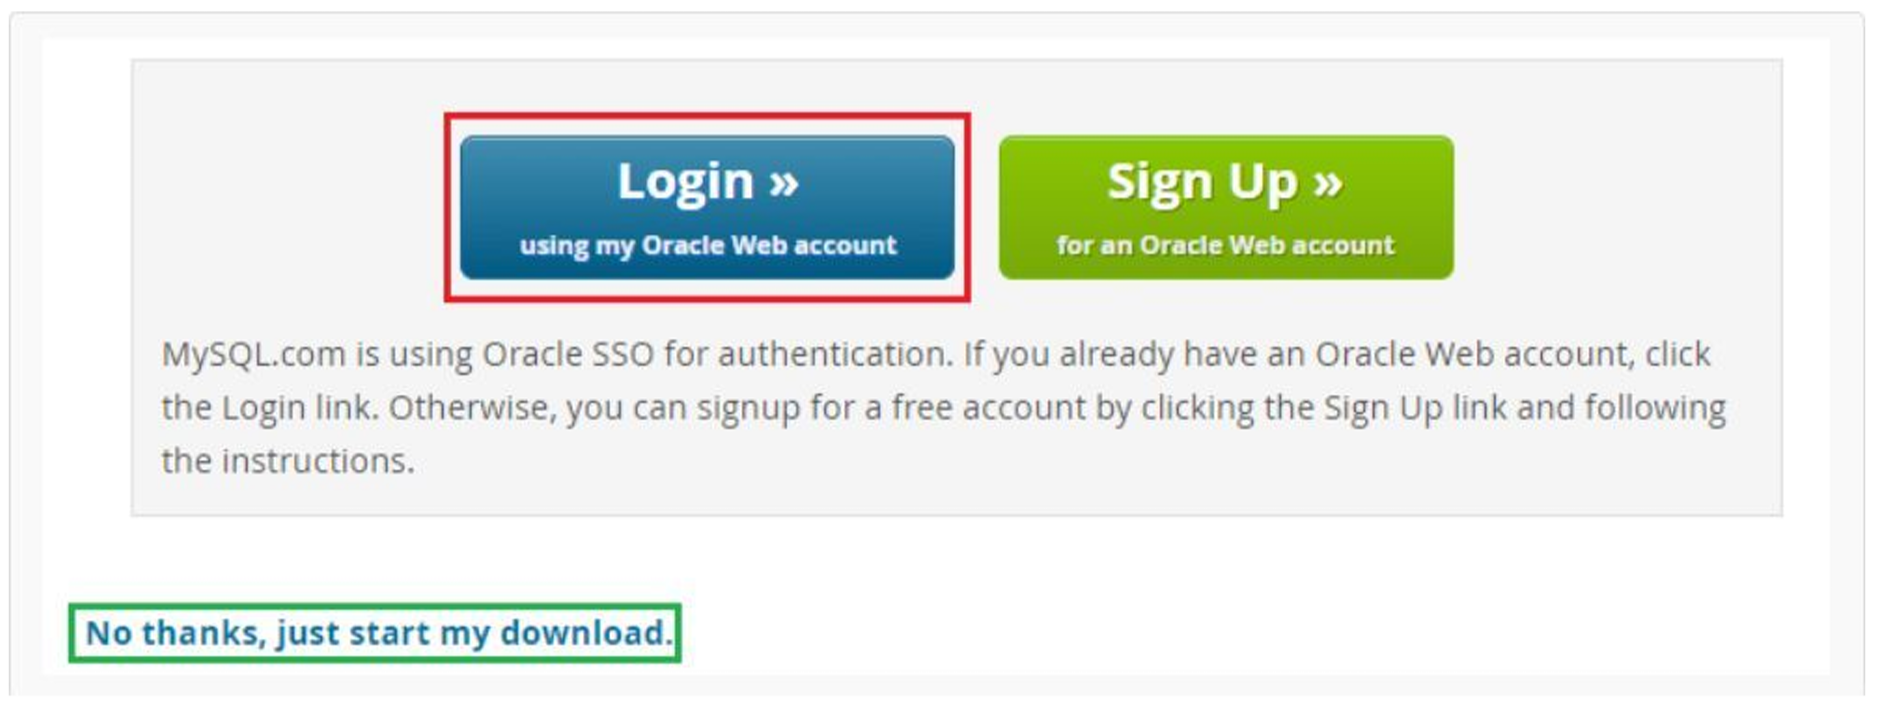 Login »
using my Oracle Web account
Sign Up »
for an Oracle Web account
MySQL.com is using Oracle SSO for authentication. If you already have an Oracle Web account, click
the Login link. Otherwise, you can signup for a free account by clicking the Sign Up link and following
the instructions.
No thanks, just start my download.